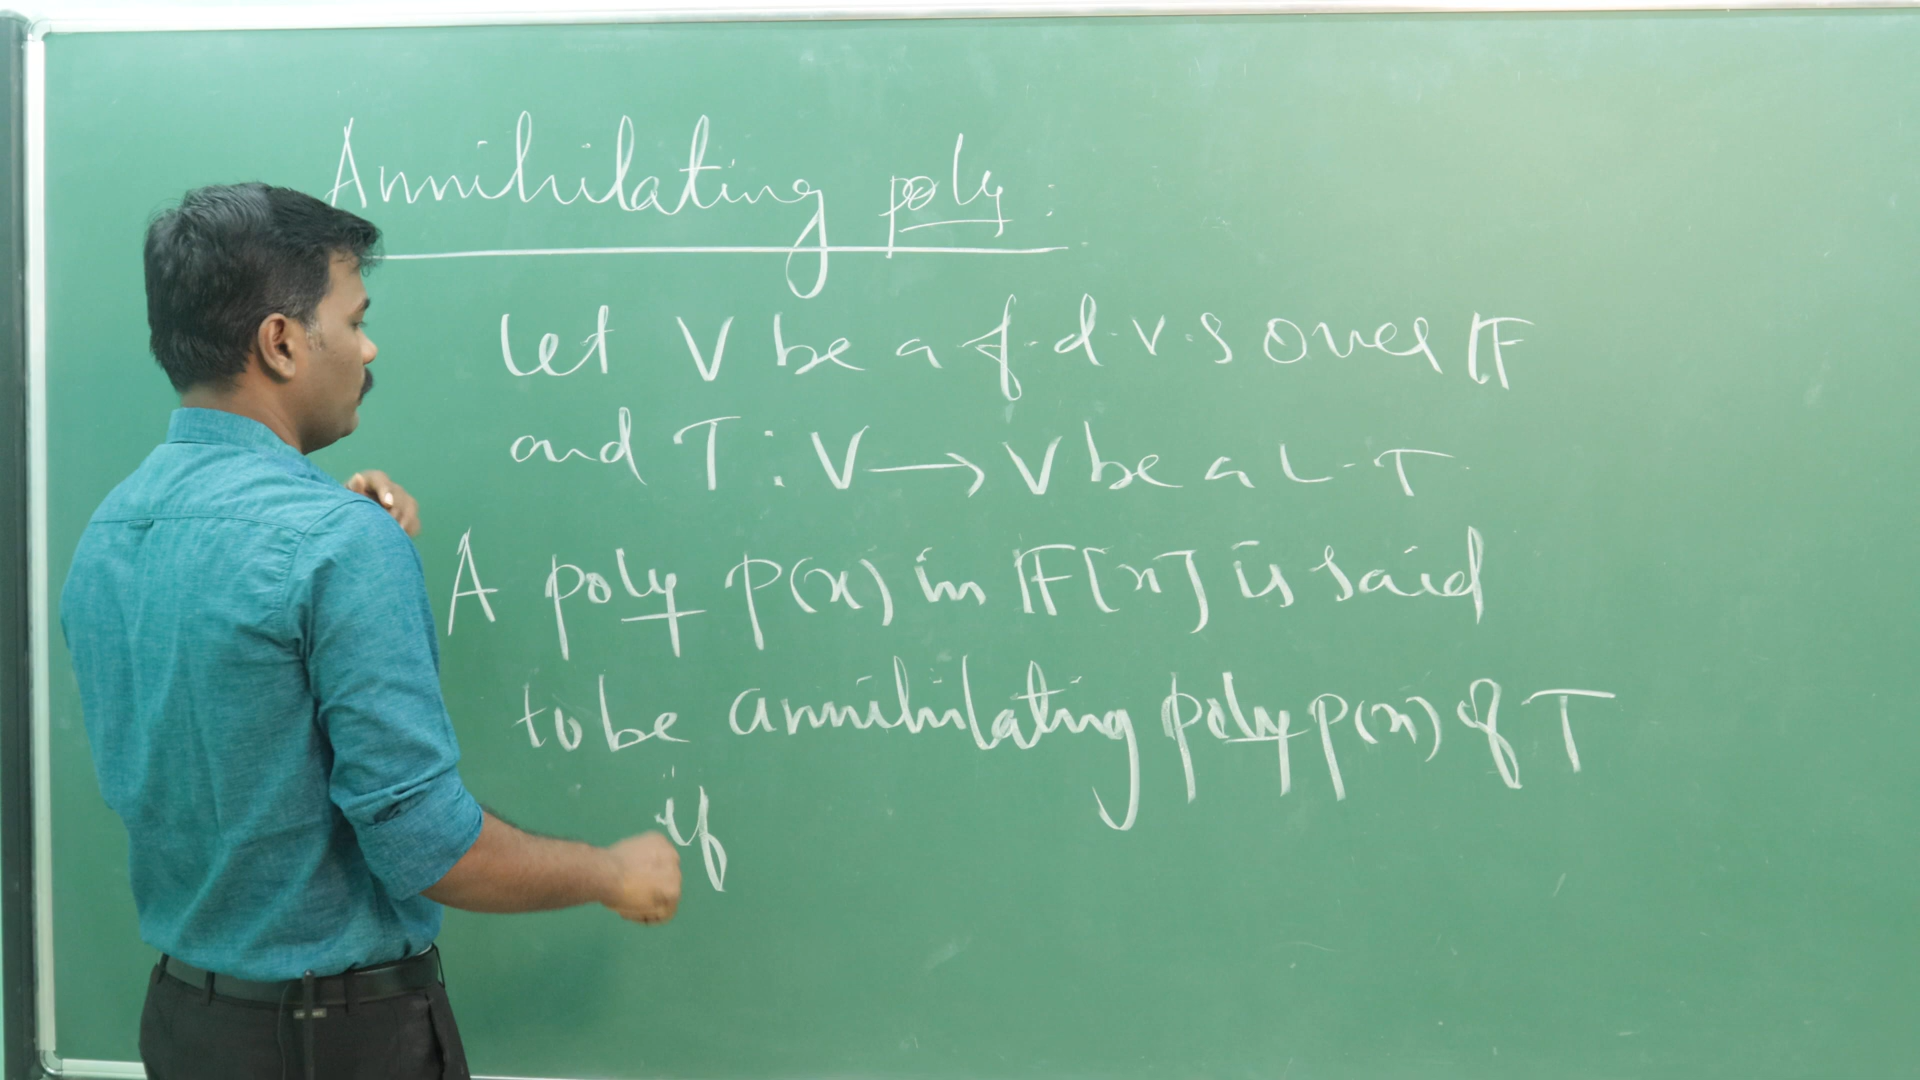 Annihilating poly:
Let V be a f.d.v.s over F
and T : V → V be a L.T.
A poly p(x) in F[x] is said
to be annihilating poly p(x) of T
if